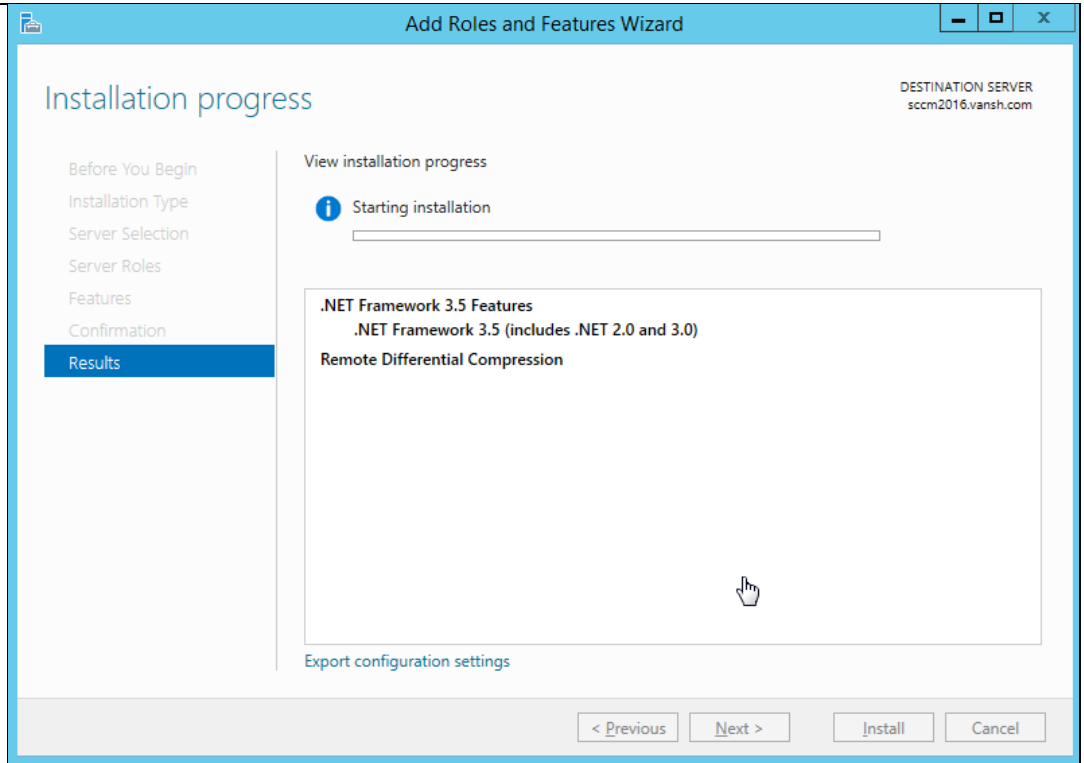 Add Roles and Features Wizard
X
Installation progress
DESTINATION SERVER
sccm2016.vansh.com
Before You Begin
Installation Type
Server Selection
Server Roles
Features
Confirmation
Results
View installation progress
Starting installation
.NET Framework 3.5 Features
.NET Framework 3.5 (includes .NET 2.0 and 3.0)
Remote Differential Compression
Export configuration settings
< Previous
Next >
Install
Cancel